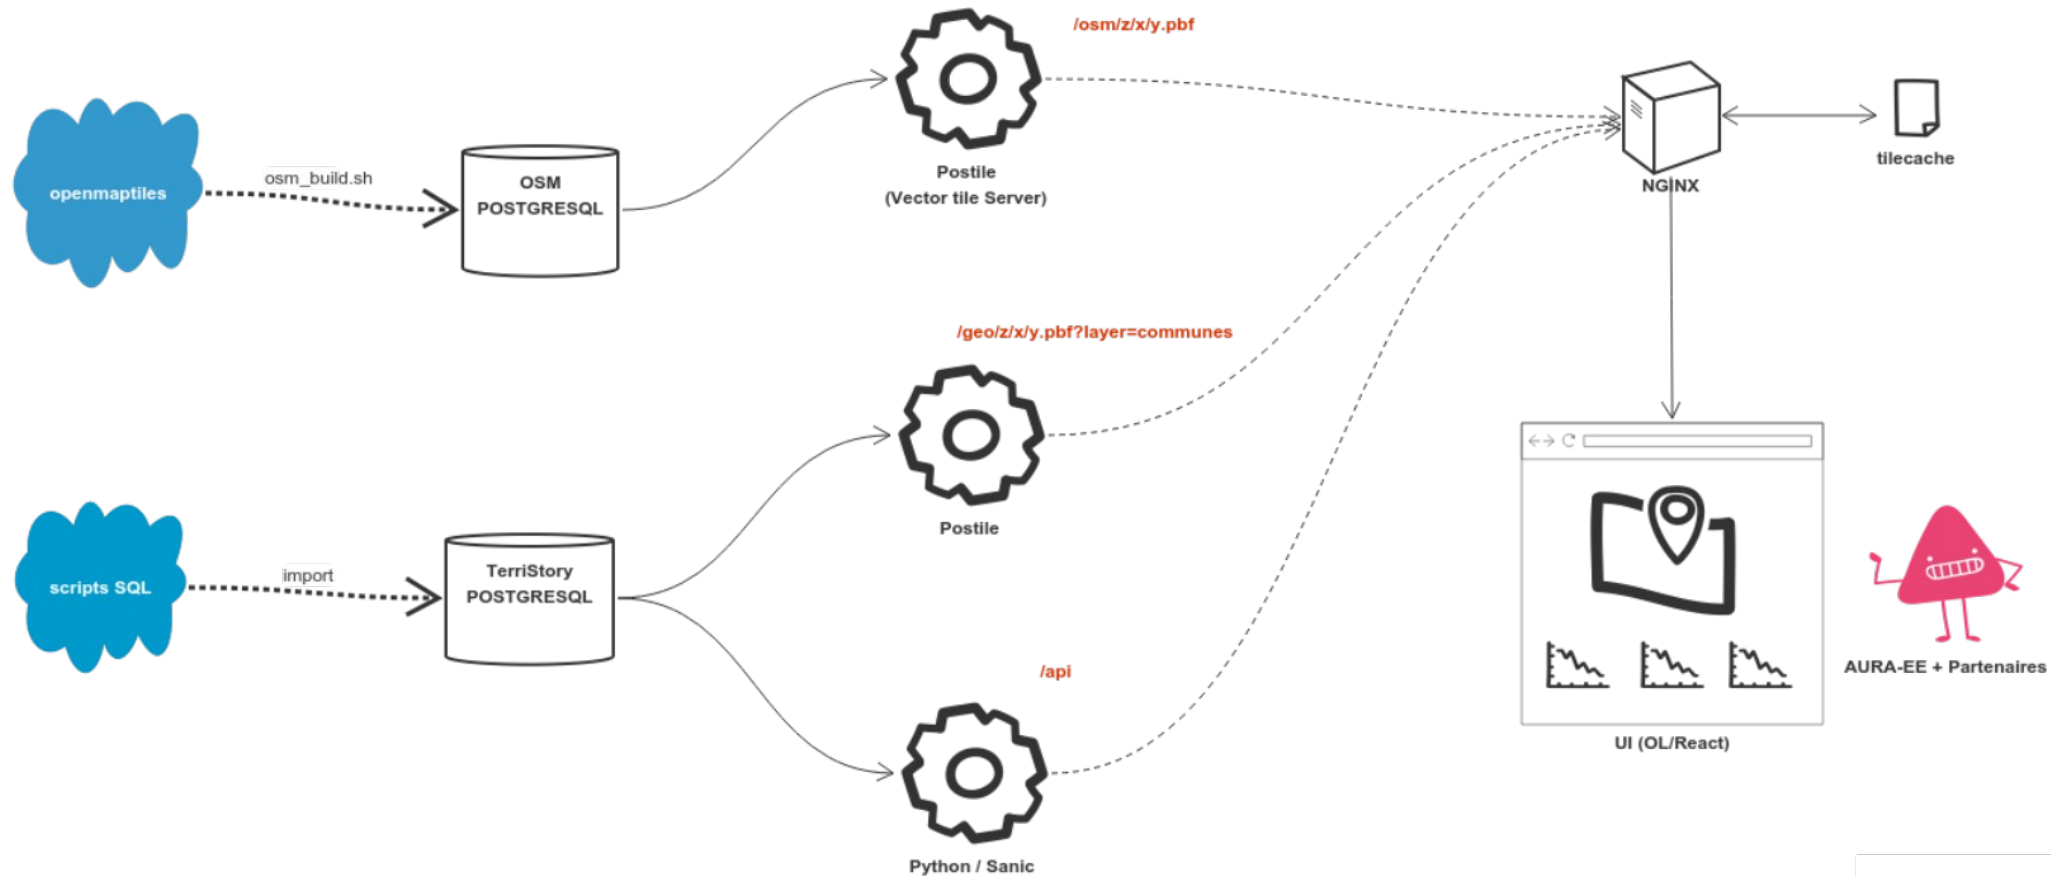 /osm/z/x/y.pbf
openmaptiles
osm_build.sh
OSM
POSTGRESQL
Postile
(Vector tile Server)
NGINX
tilecache
/geo/z/x/y.pbf?layer=communes
Postile
scripts SQL
import
TerriStory
POSTGRESQL
/api
Python / Sanic
UI (OL/React)
AURA-EE + Partenaires